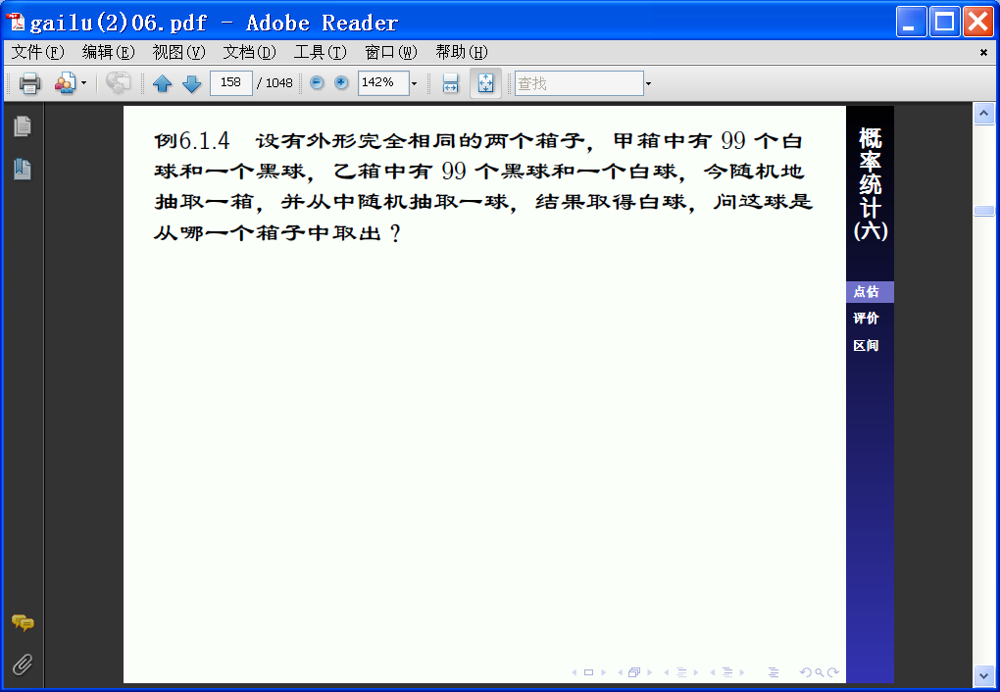 gailu(2)06.pdf - Adobe Reader
文件(F) 编辑(E) 视图(V) 文档(D) 工具(T) 窗口(W) 帮助(H)
158 / 1048 142% 查找
例6.1.4 设有外形完全相同的两个箱子，甲箱中有 99 个白
球和一个黑球，乙箱中有 99 个黑球和一个白球，今随机地
抽取一箱，并从中随机抽取一球，结果取得白球，问这球是
从哪一个箱子中取出？
概率统计(六)
点估
评价
区间